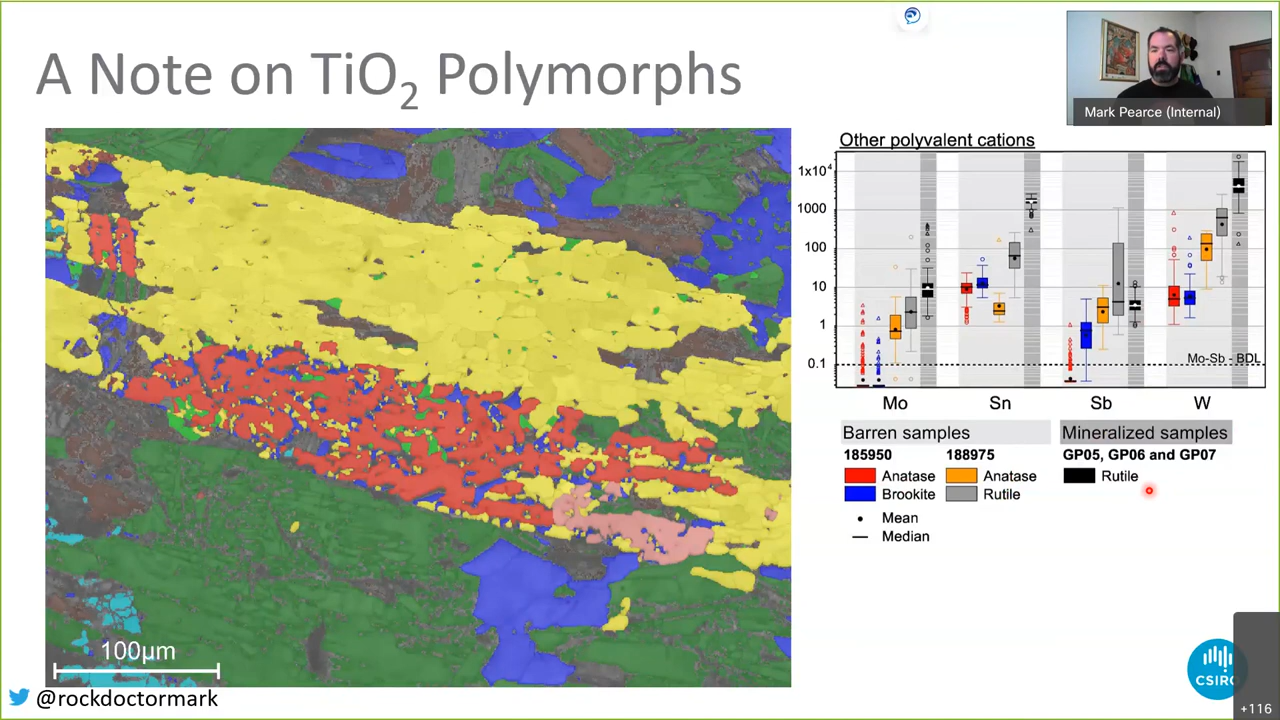 A Note on TiO2 Polymorphs
Mark Pearce (Internal)
100µm
@rockdoctormark
Other polyvalent cations
1x10⁴
1000
100
10
1
0.1
Mo-Sb - BDL
Mo Sn Sb W
Barren samples Mineralized samples
185950 188975 GP05, GP06 and GP07
Anatase Anatase Rutile
Brookite Rutile
Mean
Median
CSIRO
+116